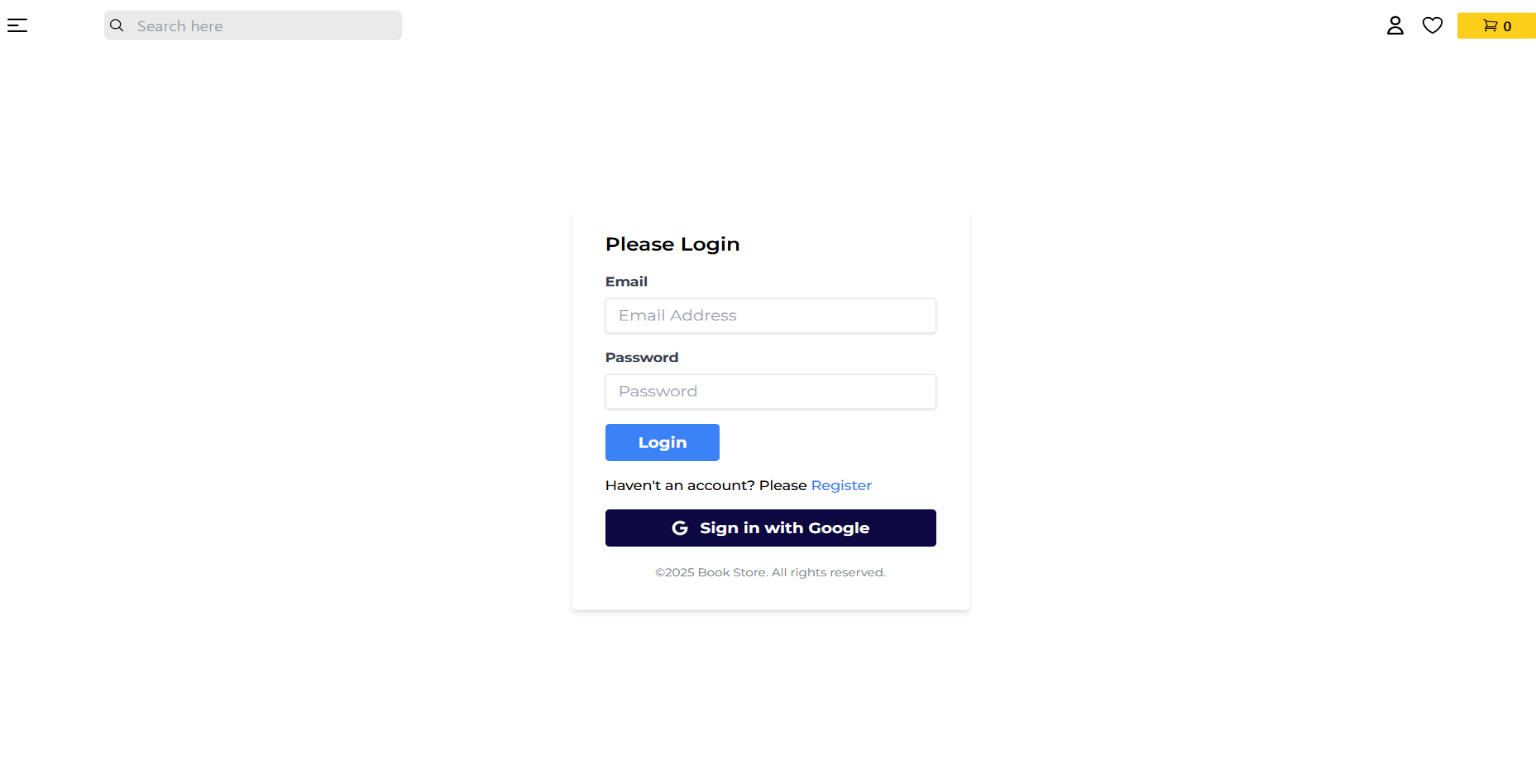 Search here
0
Please Login
Email
Email Address
Password
Password
Login
Haven't an account? Please Register
Sign in with Google
©2025 Book Store. All rights reserved.